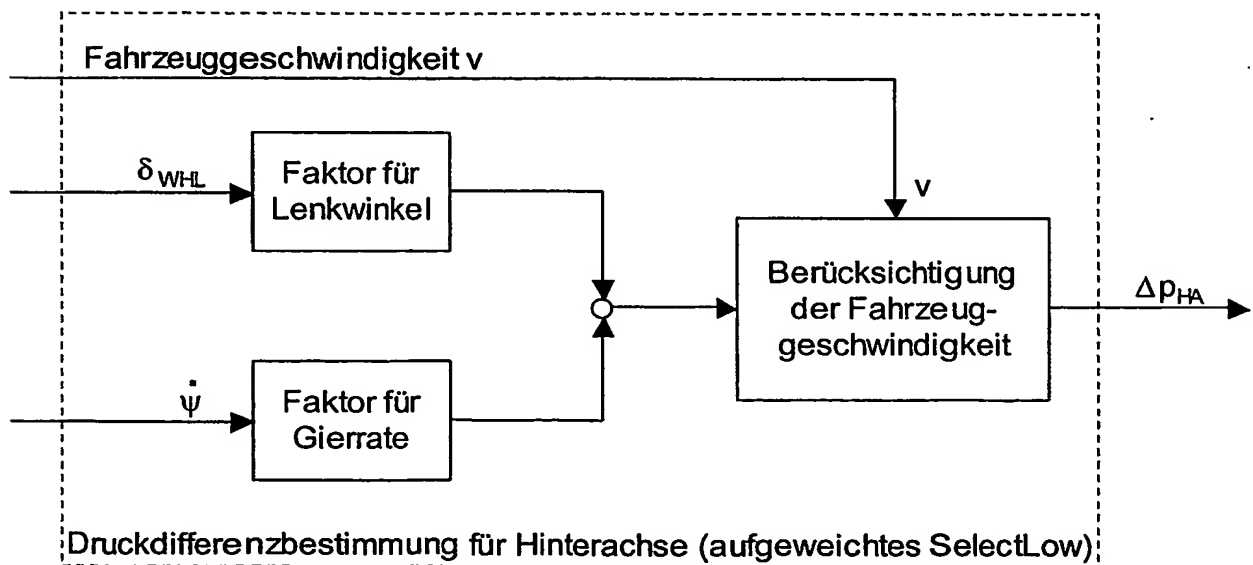 Fahrzeuggeschwindigkeit v
δWHL
Faktor für
Lenkwinkel
v
Berücksichtigung
der Fahrzeug-
geschwindigkeit
ΔpHA
ψ̇
Faktor für
Gierrate
Druckdifferenzbestimmung für Hinterachse (aufgeweichtes SelectLow)